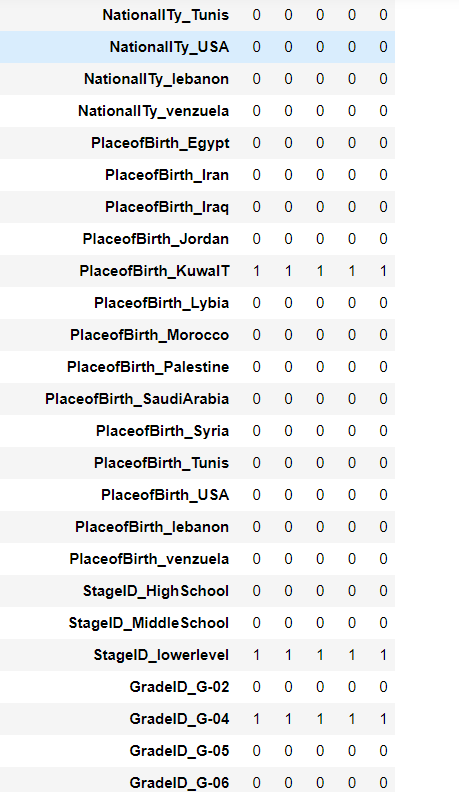 NationalITy_Tunis 0 0 0 0 0
NationalITy_USA 0 0 0 0 0
NationalITy_lebanon 0 0 0 0 0
NationalITy_venzuela 0 0 0 0 0
PlaceofBirth_Egypt 0 0 0 0 0
PlaceofBirth_Iran 0 0 0 0 0
PlaceofBirth_Iraq 0 0 0 0 0
PlaceofBirth_Jordan 0 0 0 0 0
PlaceofBirth_KuwaIT 1 1 1 1 1
PlaceofBirth_Lybia 0 0 0 0 0
PlaceofBirth_Morocco 0 0 0 0 0
PlaceofBirth_Palestine 0 0 0 0 0
PlaceofBirth_SaudiArabia 0 0 0 0 0
PlaceofBirth_Syria 0 0 0 0 0
PlaceofBirth_Tunis 0 0 0 0 0
PlaceofBirth_USA 0 0 0 0 0
PlaceofBirth_lebanon 0 0 0 0 0
PlaceofBirth_venzuela 0 0 0 0 0
StageID_HighSchool 0 0 0 0 0
StageID_MiddleSchool 0 0 0 0 0
StageID_lowerlevel 1 1 1 1 1
GradeID_G-02 0 0 0 0 0
GradeID_G-04 1 1 1 1 1
GradeID_G-05 0 0 0 0 0
GradeID_G-06 0 0 0 0 0